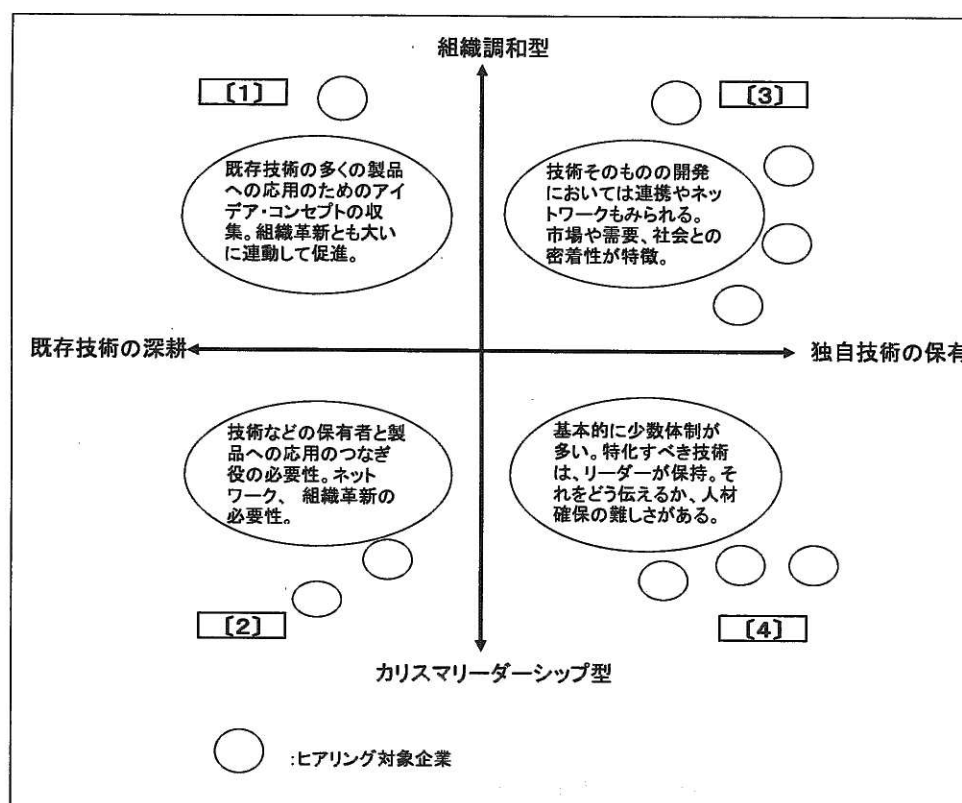 組織調和型
〔1〕
〔3〕
既存技術の多くの製品
への応用のためのアイ
デア・コンセプトの収
集。組織革新とも大い
に連動して促進。
技術そのものの開発
においては連携やネッ
トワークもみられる。
市場や需要、社会との
密着性が特徴。
既存技術の深耕
独自技術の保有
技術などの保有者と製
品への応用のつなぎ
役の必要性。ネット
ワーク、 組織革新の
必要性。
基本的に少数体制が
多い。特化すべき技術
は、リーダーが保持。そ
れをどう伝えるか、人材
確保の難しさがある。
〔2〕
〔4〕
カリスマリーダーシップ型
:ヒアリング対象企業